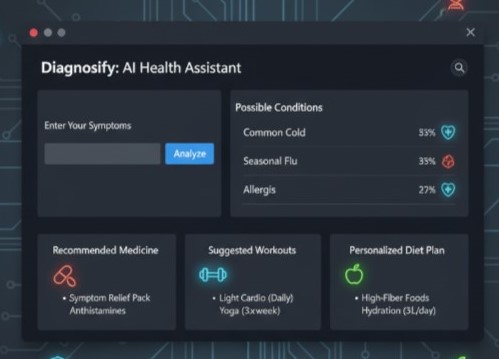 Diagnosify: AI Health Assistant
Enter Your Symptoms
Analyze
Possible Conditions
Common Cold 33%
Seasonal Flu 33%
Allergis 27%
Recommended Medicine
• Symptom Relief Pack
Anthistamines
Suggested Workouts
• Light Cardio (Daily)
Yoga (3xweek)
Personalized Diet Plan
• High-Fiber Foods
Hydration (3L/day)